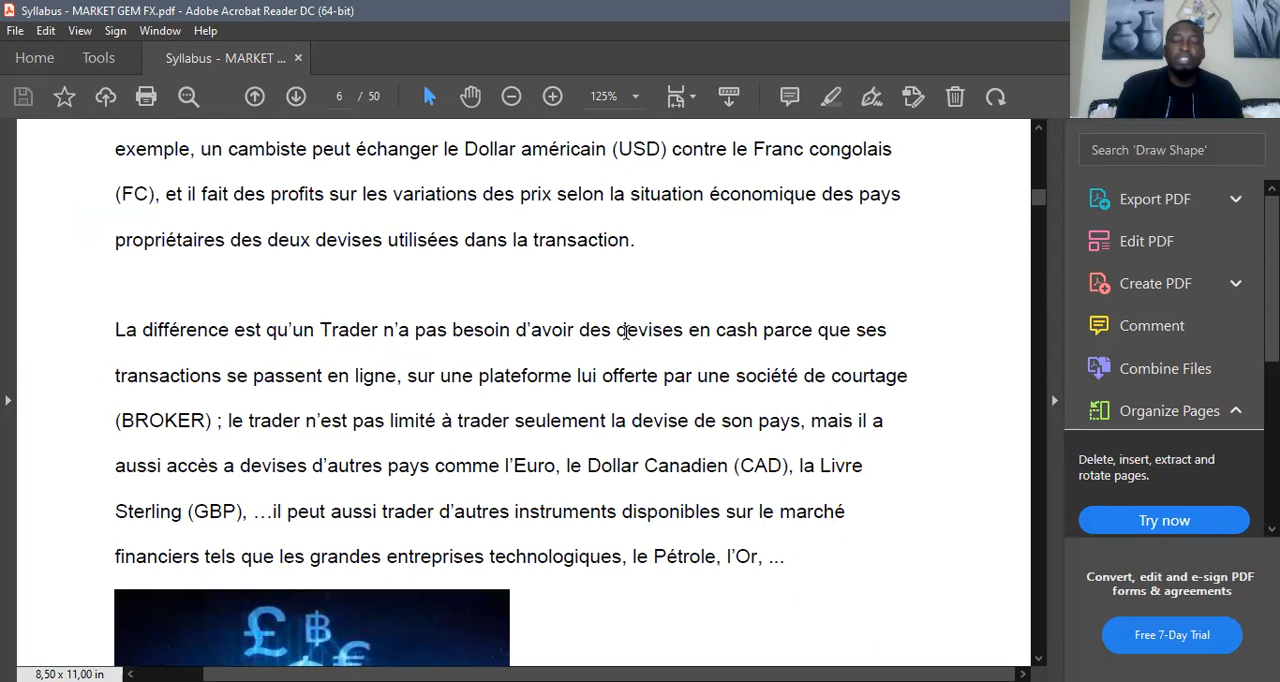 Syllabus - MARKET GEM FX.pdf - Adobe Acrobat Reader DC (64-bit)
File Edit View Sign Window Help
Home Tools Syllabus - MARKET ... ×
6 / 50 125%
exemple, un cambiste peut échanger le Dollar américain (USD) contre le Franc congolais
(FC), et il fait des profits sur les variations des prix selon la situation économique des pays
propriétaires des deux devises utilisées dans la transaction.
La différence est qu’un Trader n’a pas besoin d’avoir des devises en cash parce que ses
transactions se passent en ligne, sur une plateforme lui offerte par une société de courtage
(BROKER) ; le trader n’est pas limité à trader seulement la devise de son pays, mais il a
aussi accès a devises d’autres pays comme l’Euro, le Dollar Canadien (CAD), la Livre
Sterling (GBP), …il peut aussi trader d’autres instruments disponibles sur le marché
financiers tels que les grandes entreprises technologiques, le Pétrole, l’Or, ...
£ ₿
€
8,50 x 11,00 in
Search 'Draw Shape'
Export PDF
Edit PDF
Create PDF
Comment
Combine Files
Organize Pages
Delete, insert, extract and
rotate pages.
Try now
Convert, edit and e-sign PDF
forms & agreements
Free 7-Day Trial